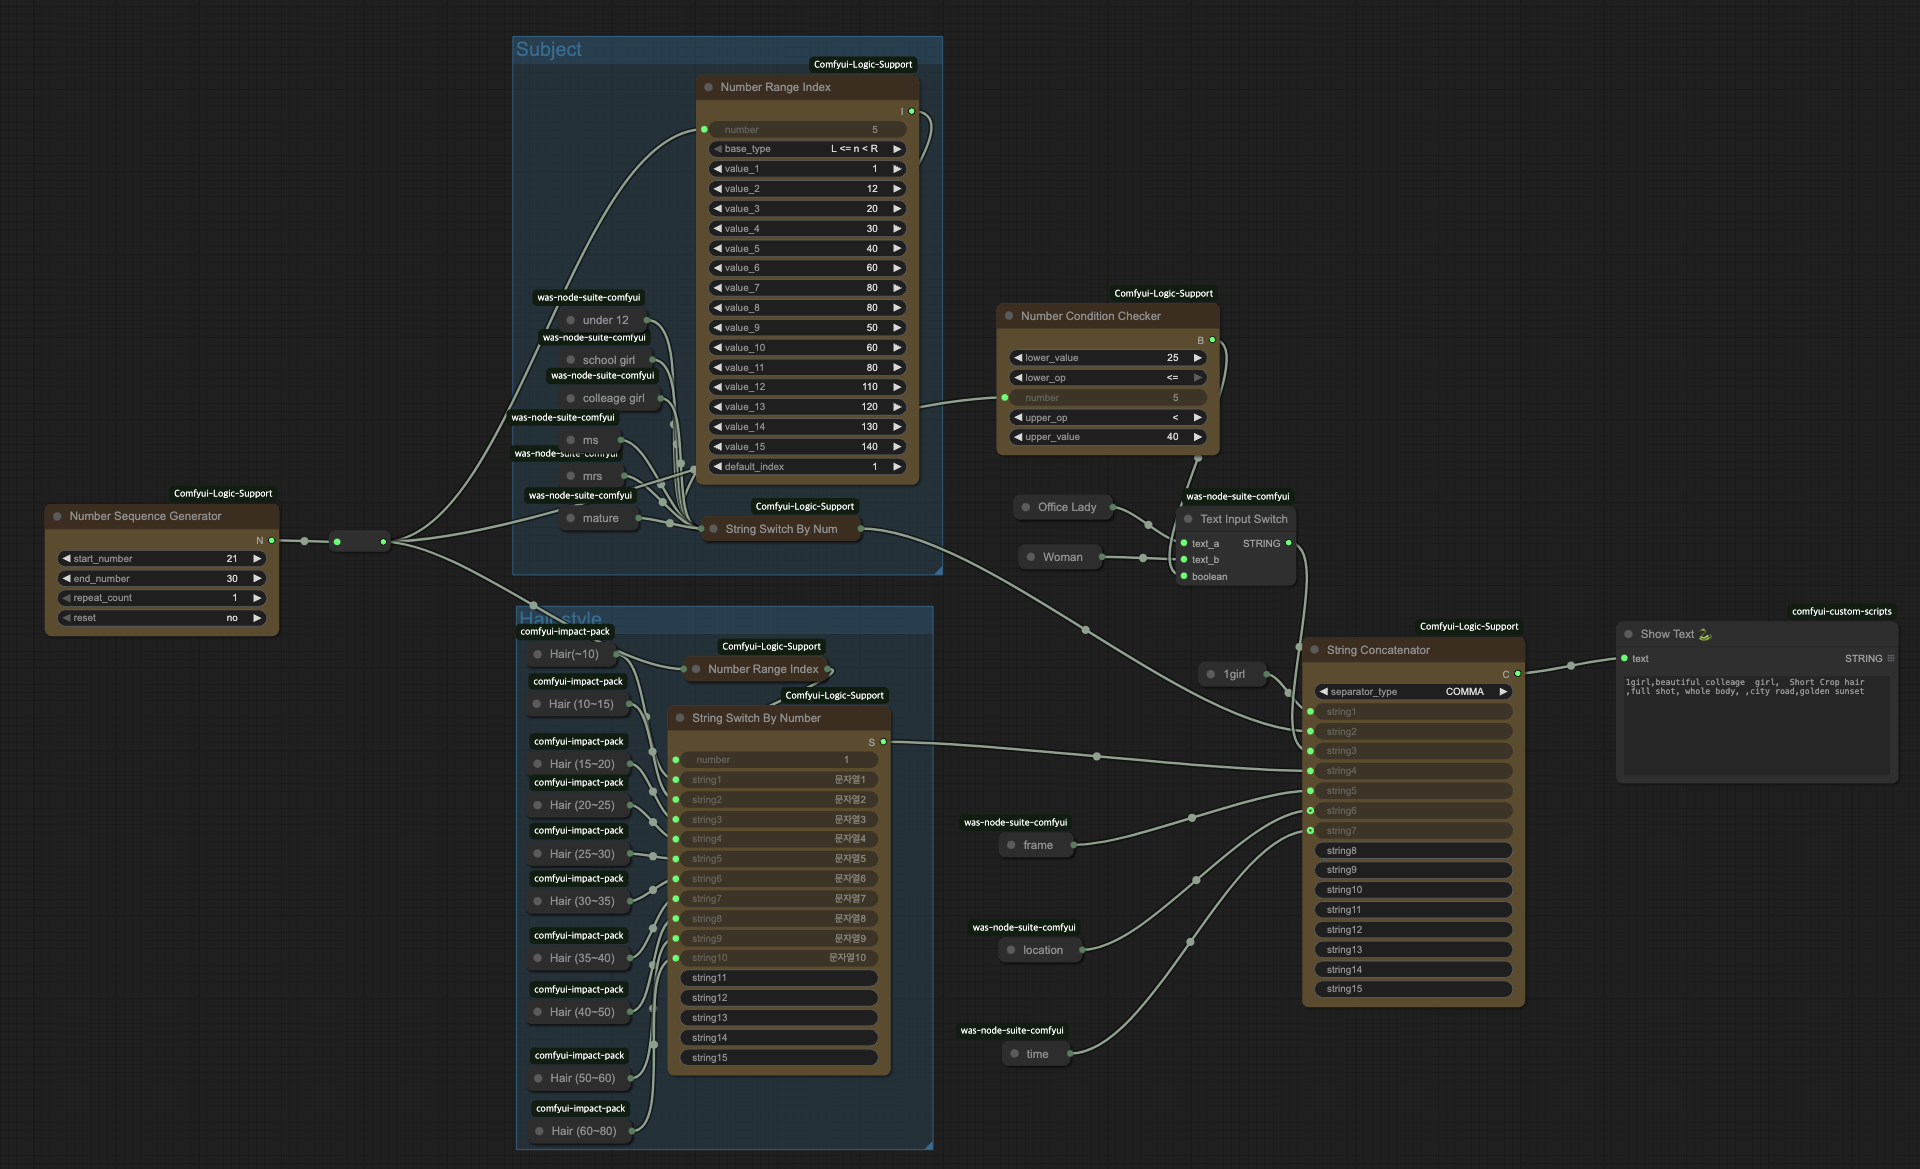 Subject
Comfyui-Logic-Support
Number Range Index
I
number 5
base_type L <= n < R
value_1 1
value_2 12
value_3 20
value_4 30
value_5 40
value_6 60
value_7 80
value_8 80
value_9 50
value_10 60
value_11 80
value_12 110
value_13 120
value_14 130
value_15 140
default_index 1
was-node-suite-comfyui
under 12
was-node-suite-comfyui
school girl
was-node-suite-comfyui
colleage girl
was-node-suite-comfyui
ms
was-node-suite-comfyui
mrs
was-node-suite-comfyui
mature
Comfyui-Logic-Support
String Switch By Num
Comfyui-Logic-Support
Number Sequence Generator
N
start_number 21
end_number 30
repeat_count 1
reset no
Comfyui-Logic-Support
Number Condition Checker
B
lower_value 25
lower_op <=
number 5
upper_op <
upper_value 40
Office Lady
Woman
was-node-suite-comfyui
Text Input Switch
text_a STRING
text_b
boolean
Hair style
comfyui-impact-pack
Hair(~10)
comfyui-impact-pack
Hair (10~15)
comfyui-impact-pack
Hair (15~20)
comfyui-impact-pack
Hair (20~25)
comfyui-impact-pack
Hair (25~30)
comfyui-impact-pack
Hair (30~35)
comfyui-impact-pack
Hair (35~40)
comfyui-impact-pack
Hair (40~50)
comfyui-impact-pack
Hair (50~60)
comfyui-impact-pack
Hair (60~80)
Comfyui-Logic-Support
Number Range Index
Comfyui-Logic-Support
String Switch By Number
S
number 1
string1 문자열1
string2 문자열2
string3 문자열3
string4 문자열4
string5 문자열5
string6 문자열6
string7 문자열7
string8 문자열8
string9 문자열9
string10 문자열10
string11
string12
string13
string14
string15
1girl
was-node-suite-comfyui
frame
was-node-suite-comfyui
location
was-node-suite-comfyui
time
Comfyui-Logic-Support
String Concatenator
C
separator_type COMMA
string1
string2
string3
string4
string5
string6
string7
string8
string9
string10
string11
string12
string13
string14
string15
comfyui-custom-scripts
Show Text 🐍
text STRING
1girl,beautiful colleage girl, Short Crop hair
,full shot, whole body, ,city road,golden sunset